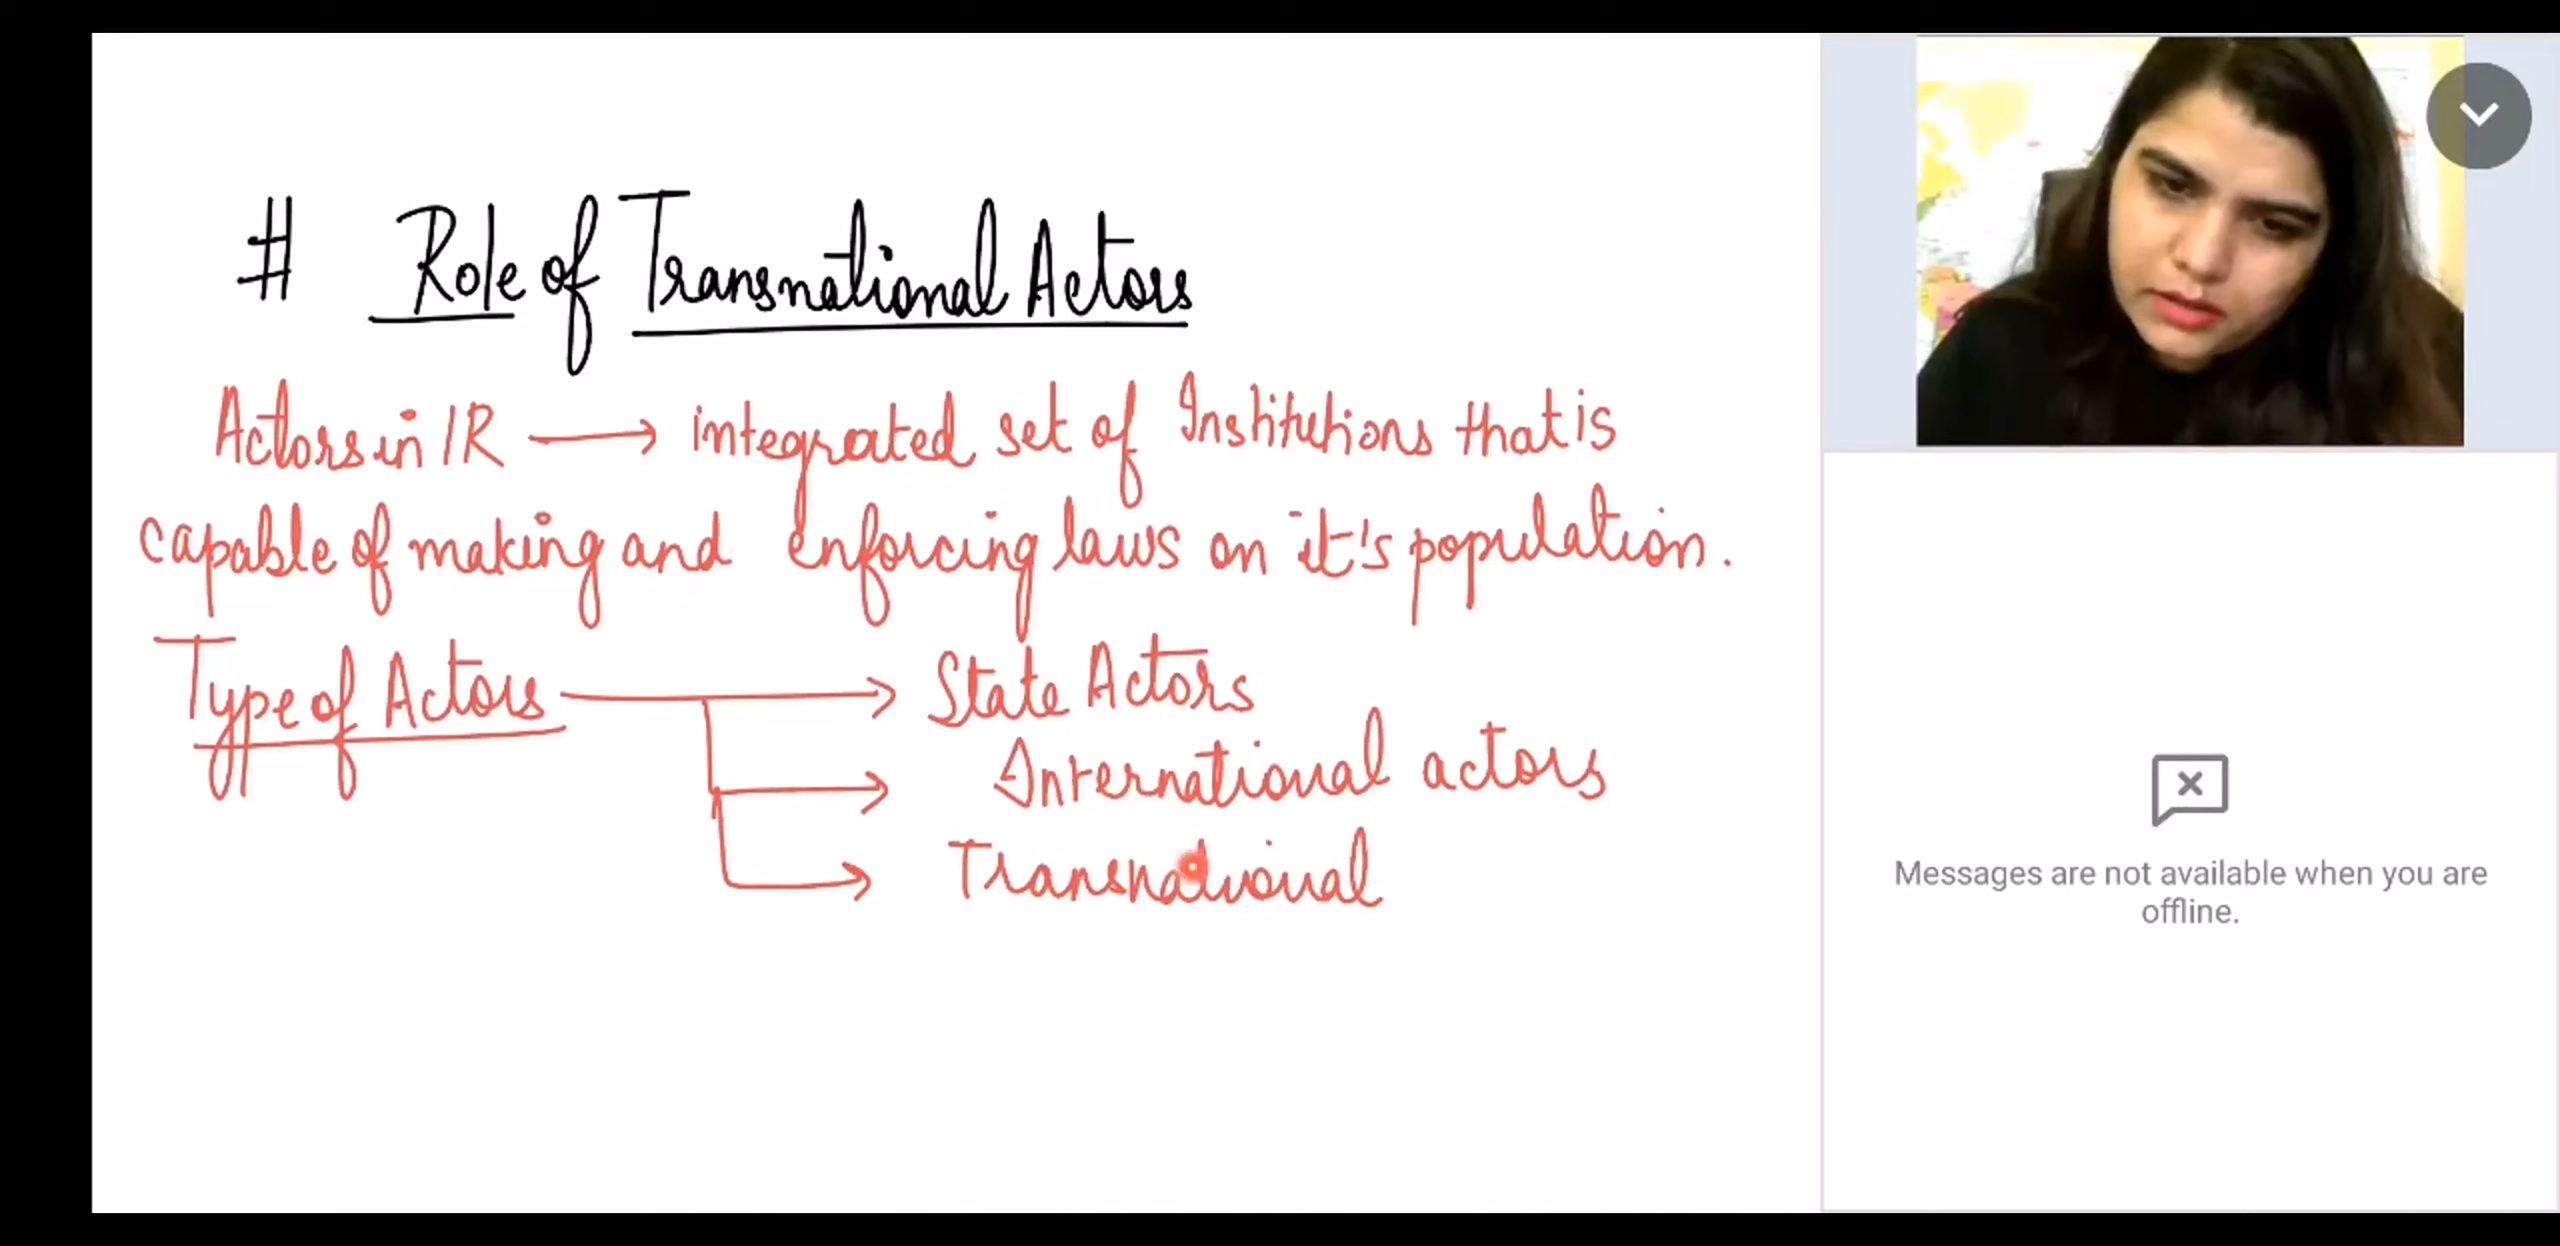 # Role of Transnational Actors
Actors in IR → integrated set of Institutions that is
capable of making and enforcing laws on it's population.
Type of Actors → State Actors
→ International actors
→ Transnational
Messages are not available when you are
offline.